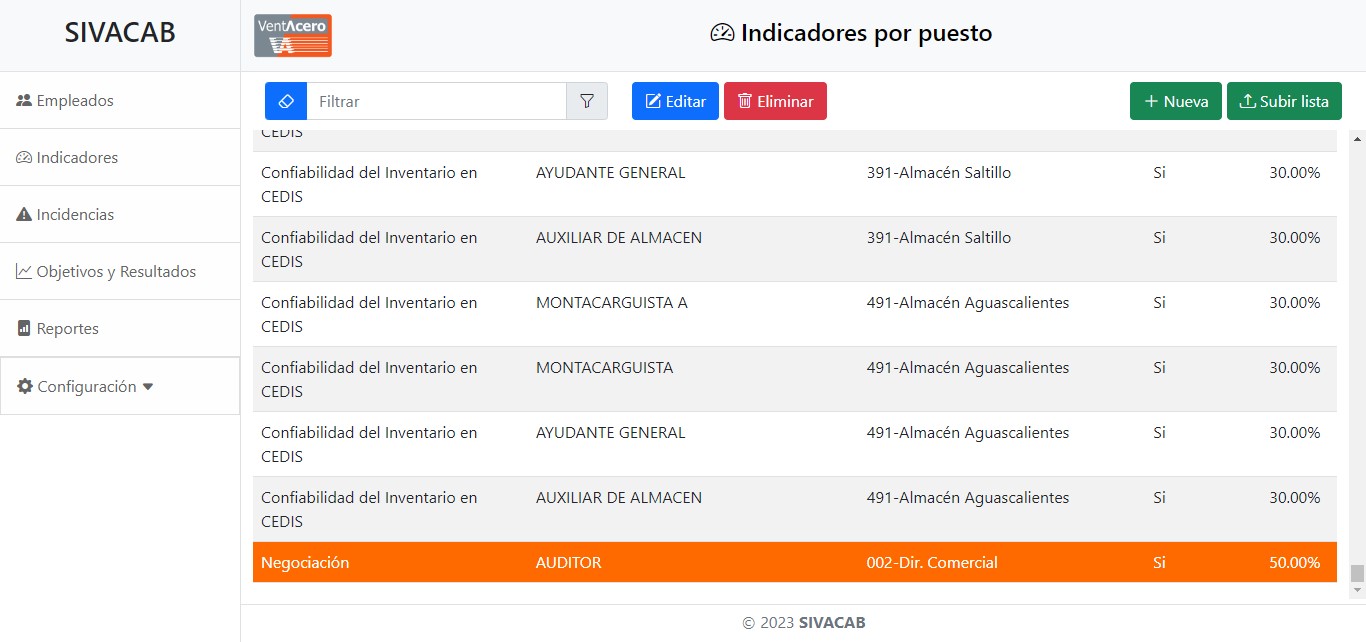 SIVACAB
VentAcero
VA
Indicadores por puesto
Empleados
Indicadores
Incidencias
Objetivos y Resultados
Reportes
Configuración
Filtrar
Editar
Eliminar
Nueva
Subir lista
CEDIS
Confiabilidad del Inventario en AYUDANTE GENERAL 391-Almacén Saltillo Si 30.00%
CEDIS
Confiabilidad del Inventario en AUXILIAR DE ALMACEN 391-Almacén Saltillo Si 30.00%
CEDIS
Confiabilidad del Inventario en MONTACARGUISTA A 491-Almacén Aguascalientes Si 30.00%
CEDIS
Confiabilidad del Inventario en MONTACARGUISTA 491-Almacén Aguascalientes Si 30.00%
CEDIS
Confiabilidad del Inventario en AYUDANTE GENERAL 491-Almacén Aguascalientes Si 30.00%
CEDIS
Confiabilidad del Inventario en AUXILIAR DE ALMACEN 491-Almacén Aguascalientes Si 30.00%
CEDIS
Negociación AUDITOR 002-Dir. Comercial Si 50.00%
© 2023 SIVACAB